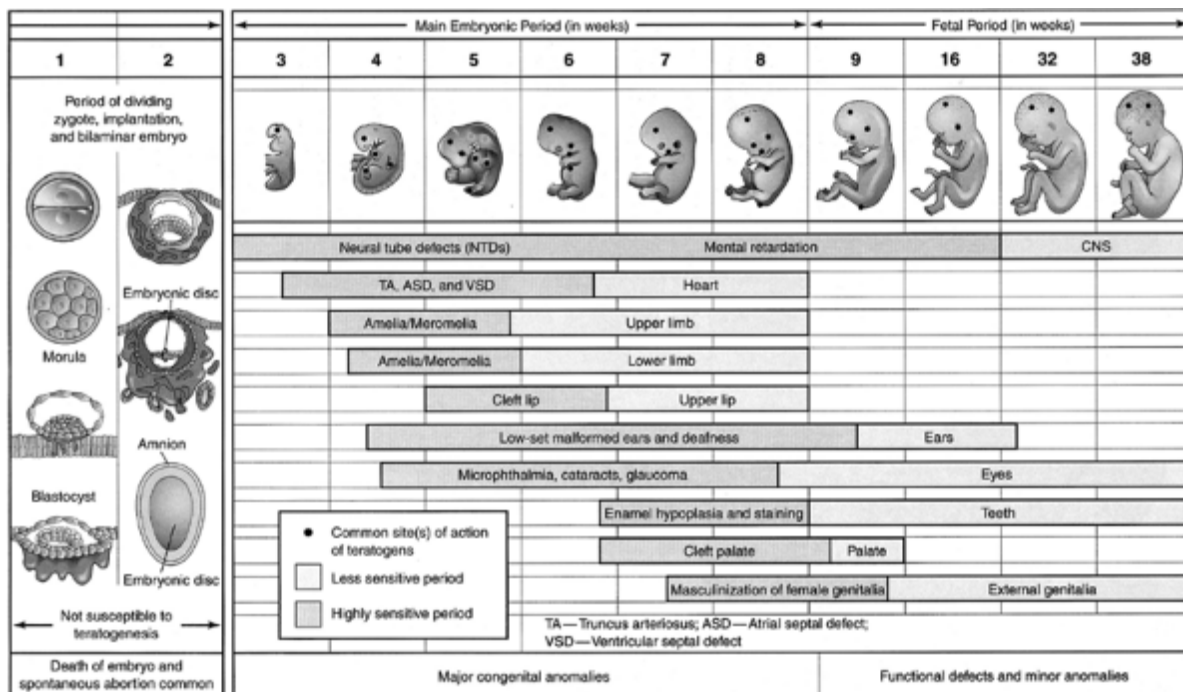 Main Embryonic Period (in weeks)
Fetal Period (in weeks)
1
2
3
4
5
6
7
8
9
16
32
38
Period of dividing
zygote, implantation,
and bilaminar embryo
Embryonic disc
Morula
Amnion
Blastocyst
Embryonic disc
Not susceptible to
teratogenesis
Death of embryo and
spontaneous abortion common
Neural tube defects (NTDs)
Mental retardation
CNS
TA, ASD, and VSD
Heart
Amelia/Meromelia
Upper limb
Amelia/Meromelia
Lower limb
Cleft lip
Upper lip
Low-set malformed ears and deafness
Ears
Microphthalmia, cataracts, glaucoma
Eyes
Enamel hypoplasia and staining
Teeth
Cleft palate
Palate
Masculinization of female genitalia
External genitalia
Common site(s) of action
of teratogens
Less sensitive period
Highly sensitive period
TA—Truncus arteriosus; ASD—Atrial septal defect;
VSD—Ventricular septal defect
Major congenital anomalies
Functional defects and minor anomalies